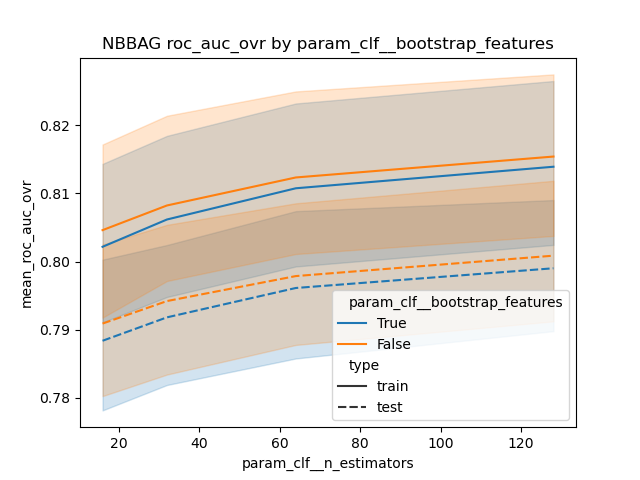 NBBAG roc_auc_ovr by param_clf__bootstrap_features
mean_roc_auc_ovr
0.82
0.81
0.80
0.79
0.78
param_clf__bootstrap_features
True
False
type
train
test
20 40 60 80 100 120
param_clf__n_estimators